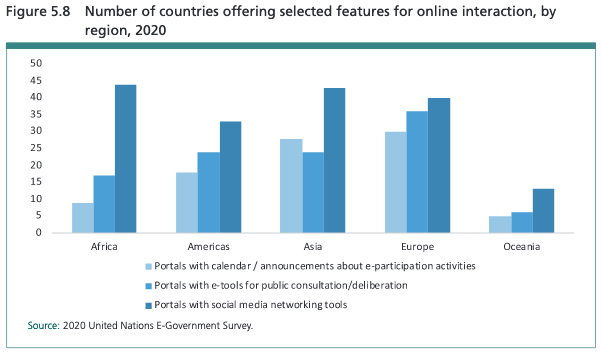 Figure 5.8 Number of countries offering selected features for online interaction, by
region, 2020
50
45
40
35
30
25
20
15
10
5
0
Africa Americas Asia Europe Oceania
Portals with calendar / announcements about e-participation activities
Portals with e-tools for public consultation/deliberation
Portals with social media networking tools
Source: 2020 United Nations E-Government Survey.